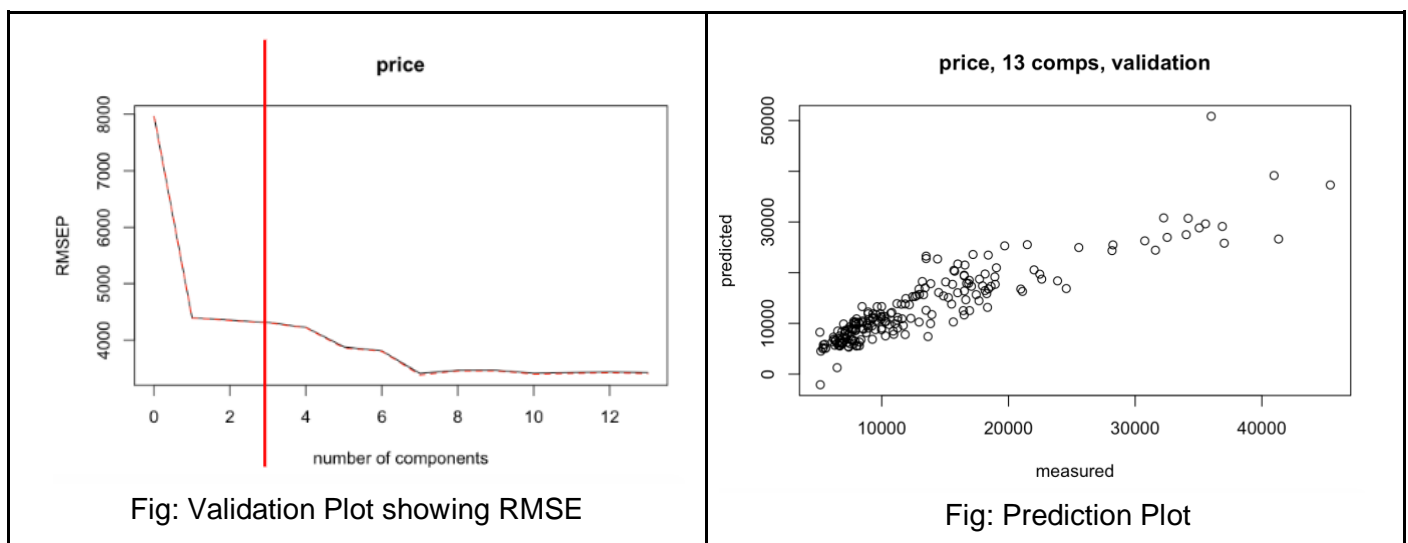 price
8000
7000
6000
5000
4000
RMSEP
0 2 4 6 8 10 12
number of components
Fig: Validation Plot showing RMSE
price, 13 comps, validation
50000
30000
10000
0
predicted
10000 20000 30000 40000
measured
Fig: Prediction Plot